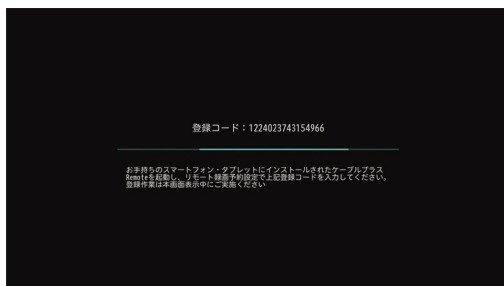 登録コード：1224023743154966
お手持ちのスマートフォン・タブレットにインストールされたケーブルプラス
Remoteを起動し、リモート録画予約設定で上記登録コードを入力してください。
登録作業は本画面表示中にご実施ください